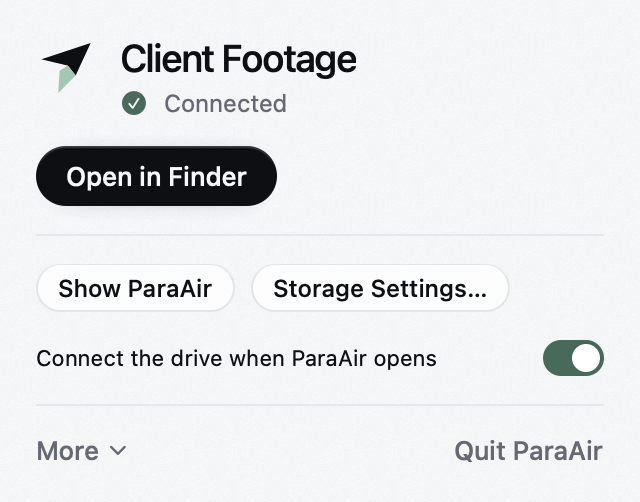 Client Footage
Connected
Open in Finder
Show ParaAir
Storage Settings...
Connect the drive when ParaAir opens
More
Quit ParaAir